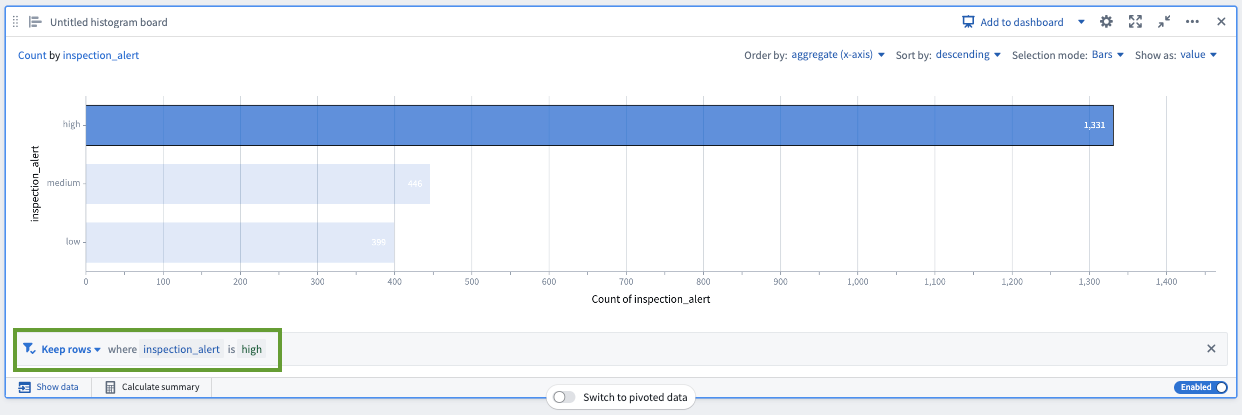 Untitled histogram board
Add to dashboard
Count by inspection_alert
Order by: aggregate (x-axis) Sort by: descending Selection mode: Bars Show as: value
inspection_alert
high 1,331
medium 446
low 396
0 100 200 300 400 500 600 700 800 900 1,000 1,100 1,200 1,300 1,400
Count of inspection_alert
Keep rows where inspection_alert is high
Show data Calculate summary Enabled
Switch to pivoted data